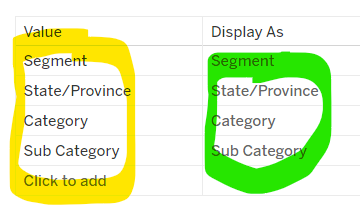 Value Display As
Segment Segment
State/Province State/Province
Category Category
Sub Category Sub Category
Click to add